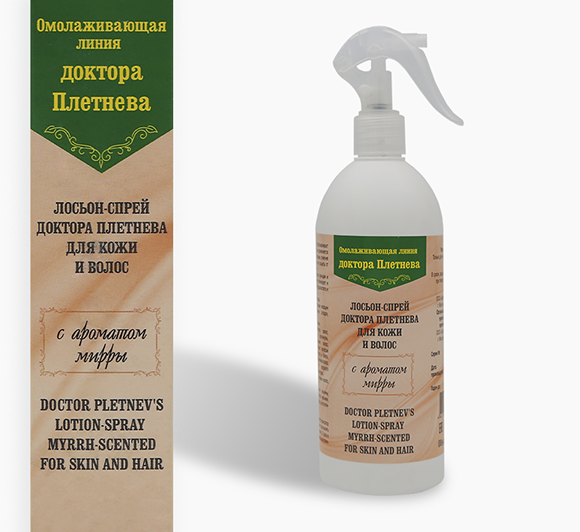 Омолаживающая
линия
доктора
Плетнева
ЛОСЬОН-СПРЕЙ
ДОКТОРА ПЛЕТНЕВА
ДЛЯ КОЖИ
И ВОЛОС
с ароматом
мирры
DOCTOR PLETNEV'S
LOTION-SPRAY
MYRRH-SCENTED
FOR SKIN AND HAIR
Омолаживающая линия
доктора Плетнева
ЛОСЬОН-СПРЕЙ
ДОКТОРА ПЛЕТНЕВА
ДЛЯ КОЖИ
И ВОЛОС
с ароматом
мирры
DOCTOR PLETNEV'S
LOTION-SPRAY
MYRRH-SCENTED
FOR SKIN AND HAIR